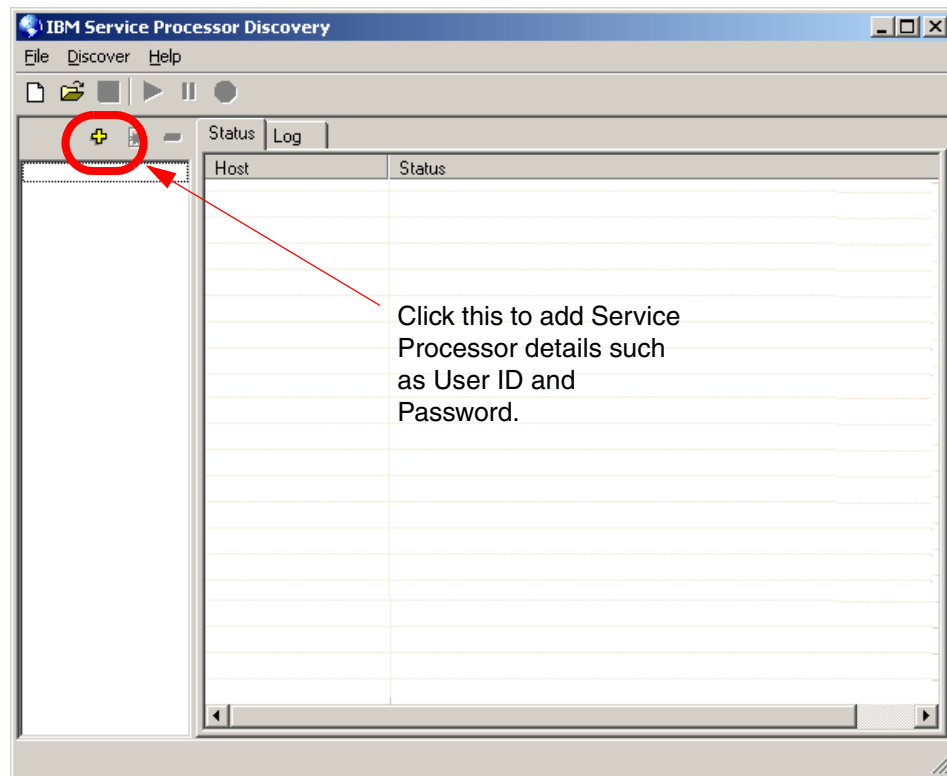 IBM Service Processor Discovery
File Discover Help
Status Log
Host Status
Click this to add Service
Processor details such
as User ID and
Password.